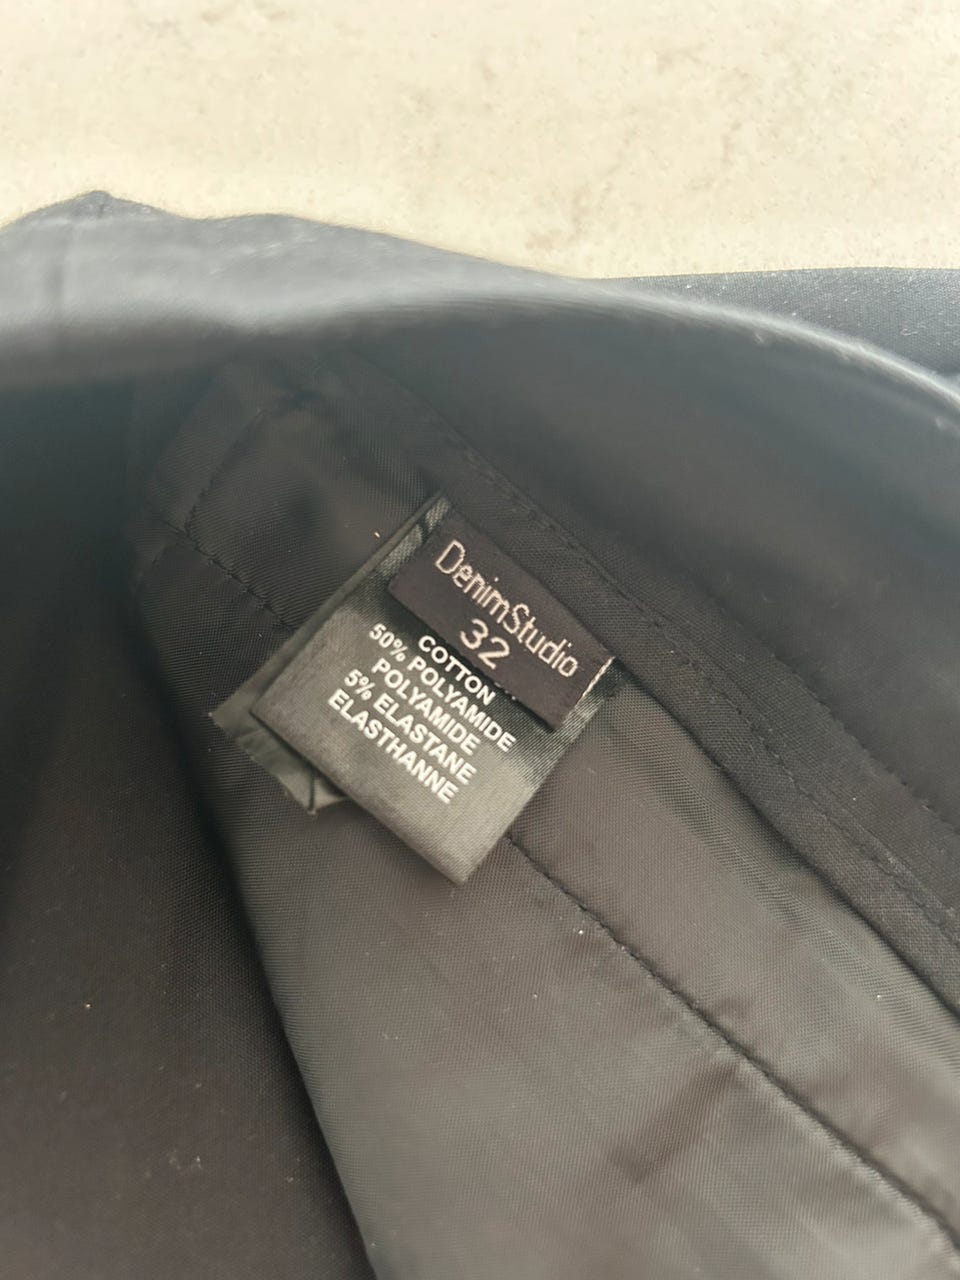 DenimStudio
32
COTTON
50% POLYAMIDE
POLYAMIDE
5% ELASTANE
ELASTHANNE